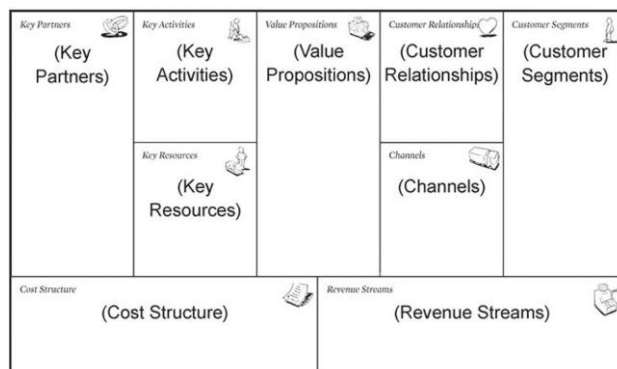 Key Partners
(Key
Partners)
Key Activities
(Key
Activities)
Key Resources
(Key
Resources)
Value Propositions
(Value
Propositions)
Customer Relationships
(Customer
Relationships)
Channels
(Channels)
Customer Segments
(Customer
Segments)
Cost Structure
(Cost Structure)
Revenue Streams
(Revenue Streams)